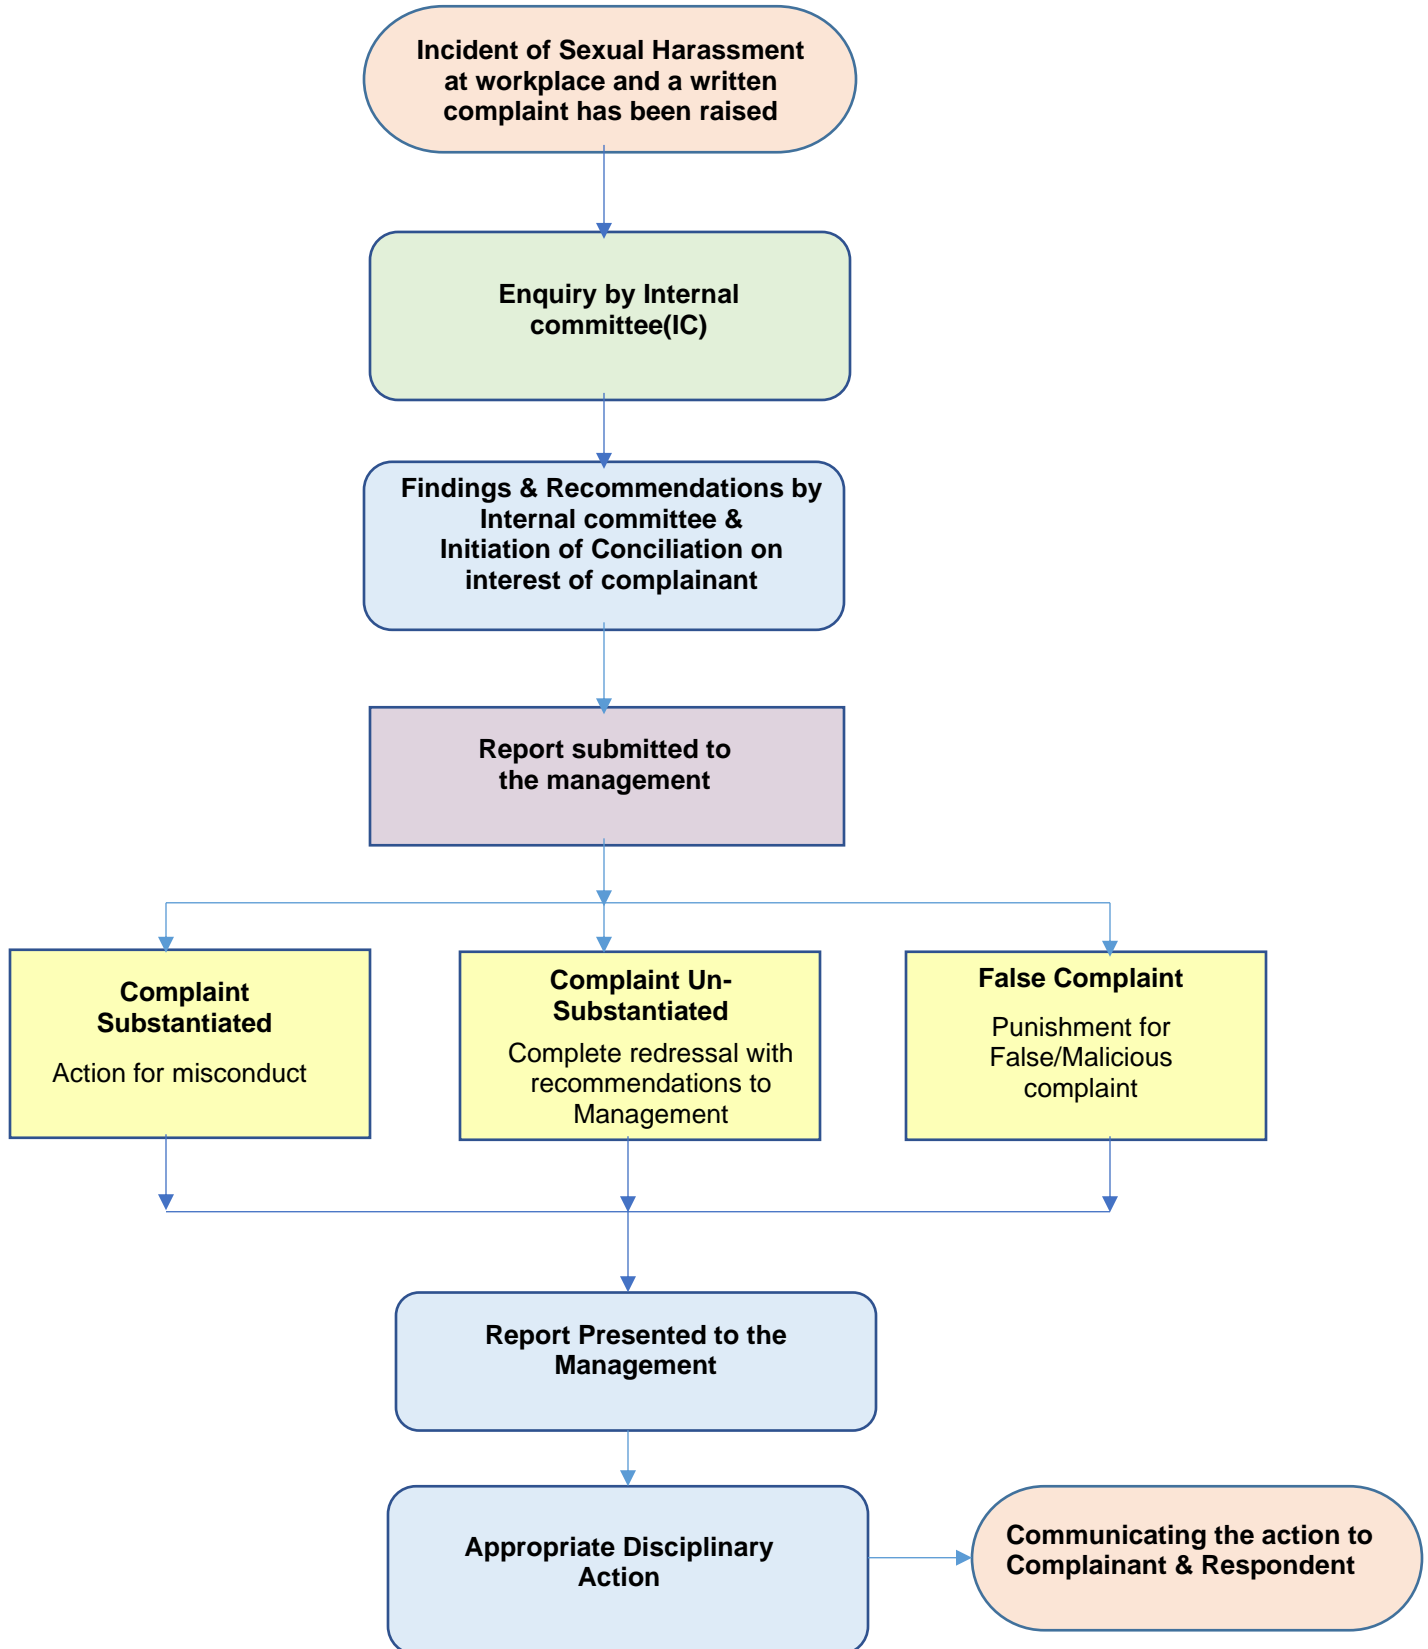 Incident of Sexual Harassment
at workplace and a written
complaint has been raised
Enquiry by Internal
committee(IC)
Findings & Recommendations by
Internal committee &
Initiation of Conciliation on
interest of complainant
Report submitted to
the management
Complaint
Substantiated
Action for misconduct
Complaint Un-
Substantiated
Complete redressal with
recommendations to
Management
False Complaint
Punishment for
False/Malicious
complaint
Report Presented to the
Management
Appropriate Disciplinary
Action
Communicating the action to
Complainant & Respondent